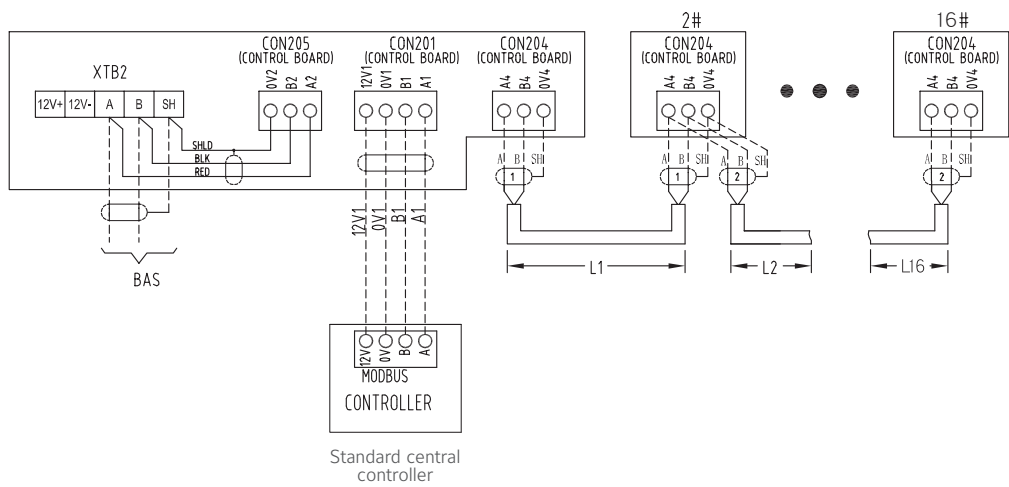 2#
16#
CON205
(CONTROL BOARD)
CON201
(CONTROL BOARD)
CON204
(CONTROL BOARD)
CON204
(CONTROL BOARD)
CON204
(CONTROL BOARD)
XTB2
0V2
B2
A2
12V1
0V1
B1
A1
A4
B4
0V4
A4
B4
0V4
A4
B4
0V4
12V+ 12V- A B SH
SHLD
BLK
RED
A B SH
1
A B SH
1
A B SH
2
A B SH
2
12V1
0V1
B1
A1
L1
L2
L16
BAS
12V
0V
B
A
MODBUS
CONTROLLER
Standard central
controller